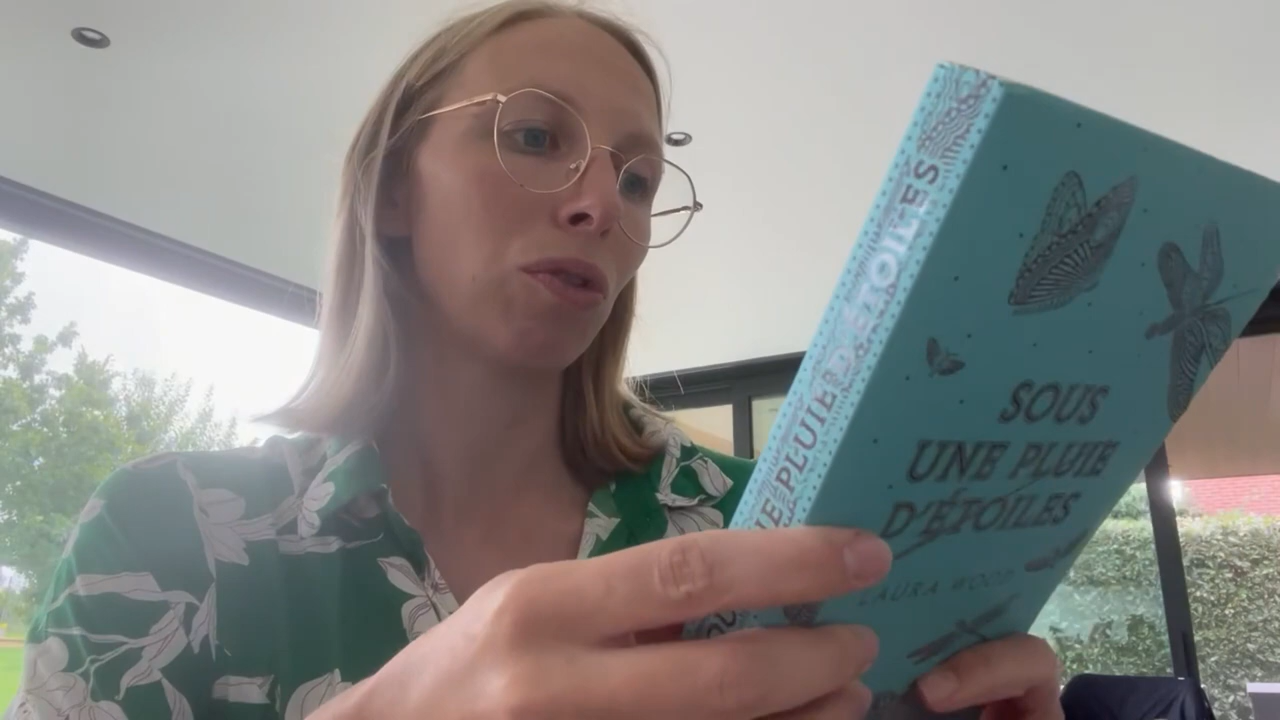 SOUS
UNE PLUIE
D'ÉTOILES
LAURA WOOD
UNE PLUIE D'ÉTOILES